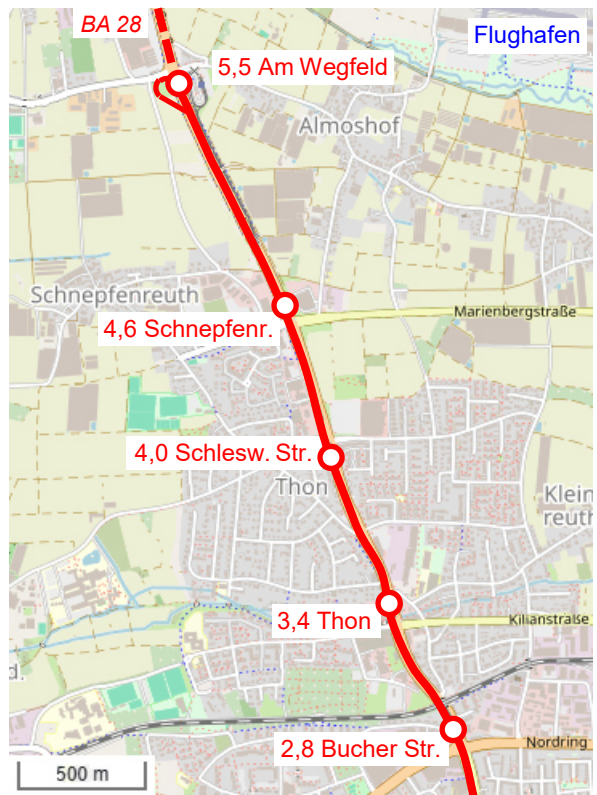 BA 28
Flughafen
5,5 Am Wegfeld
Almoshof
Schnepfenreuth
Marienbergstraße
4,6 Schnepfenr.
4,0 Schlesw. Str.
Thon
Klein
reuth
3,4 Thon
Kilianstraße
d.
2,8 Bucher Str.
Nordring
500 m